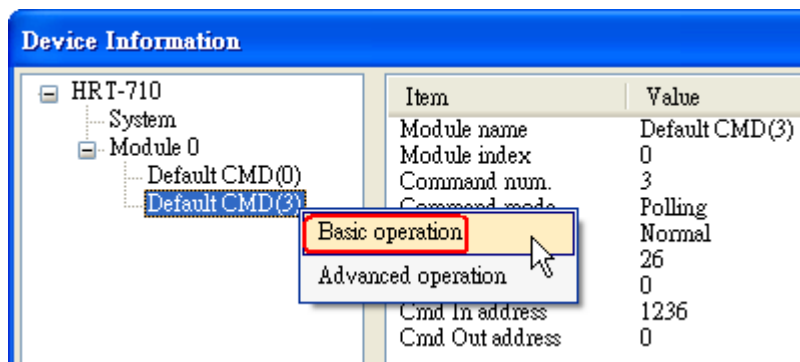 Device Information
HRT-710
System
Module 0
Default CMD(0)
Default CMD(3)
Basic operation
Advanced operation
Item Value
Module name Default CMD(3)
Module index 0
Command num. 3
Command mode Polling
Normal
26
0
Cmd In address 1236
Cmd Out address 0